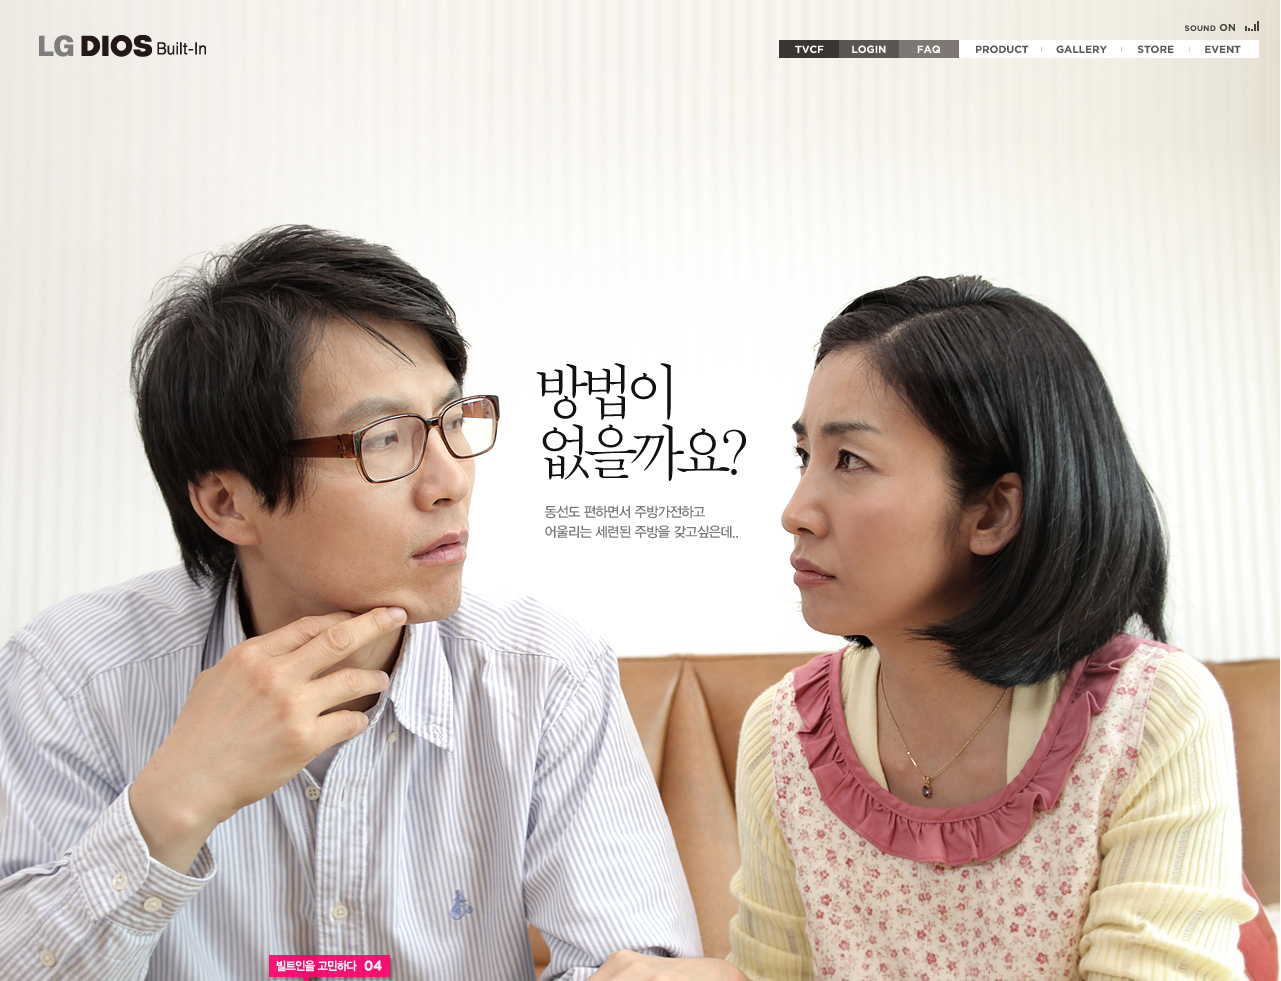 LG DIOS Built-In
SOUND ON
TVCF LOGIN FAQ PRODUCT GALLERY STORE EVENT
방법이
없을까요?
동선도 편하면서 주방가전하고
어울리는 세련된 주방을 갖고싶은데..
빌트인을 고민하다 04